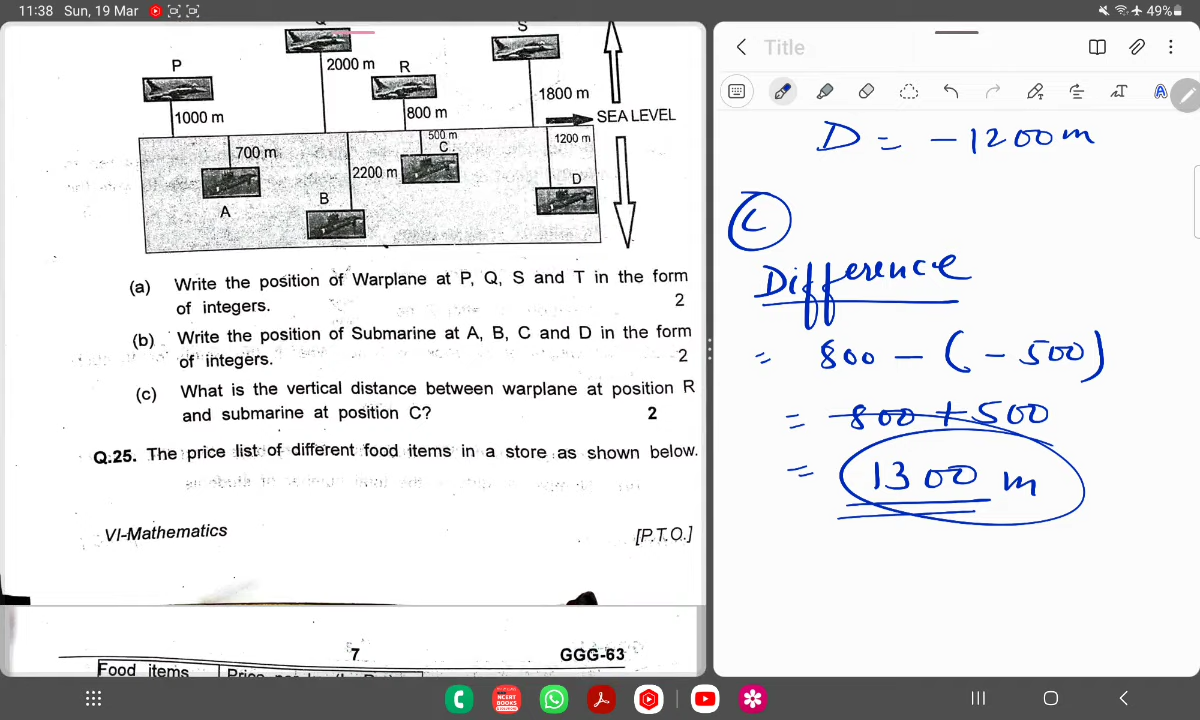 11:38 Sun, 19 Mar
49%
P
2000 m
R
S
1000 m
800 m
1800 m
SEA LEVEL
700 m
500 m
C
1200 m
2200 m
D
A
B
(a) Write the position of Warplane at P, Q, S and T in the form
of integers. 2
(b) Write the position of Submarine at A, B, C and D in the form
of integers. 2
(c) What is the vertical distance between warplane at position R
and submarine at position C? 2
Q.25. The price list of different food items in a store as shown below.
VI-Mathematics [P.T.O.]
7 GGG-63
Food items
Title
D = -1200m
C
Difference
= 800 - (-500)
= 800 + 500
= 1300 m
NCERT
BOOKS